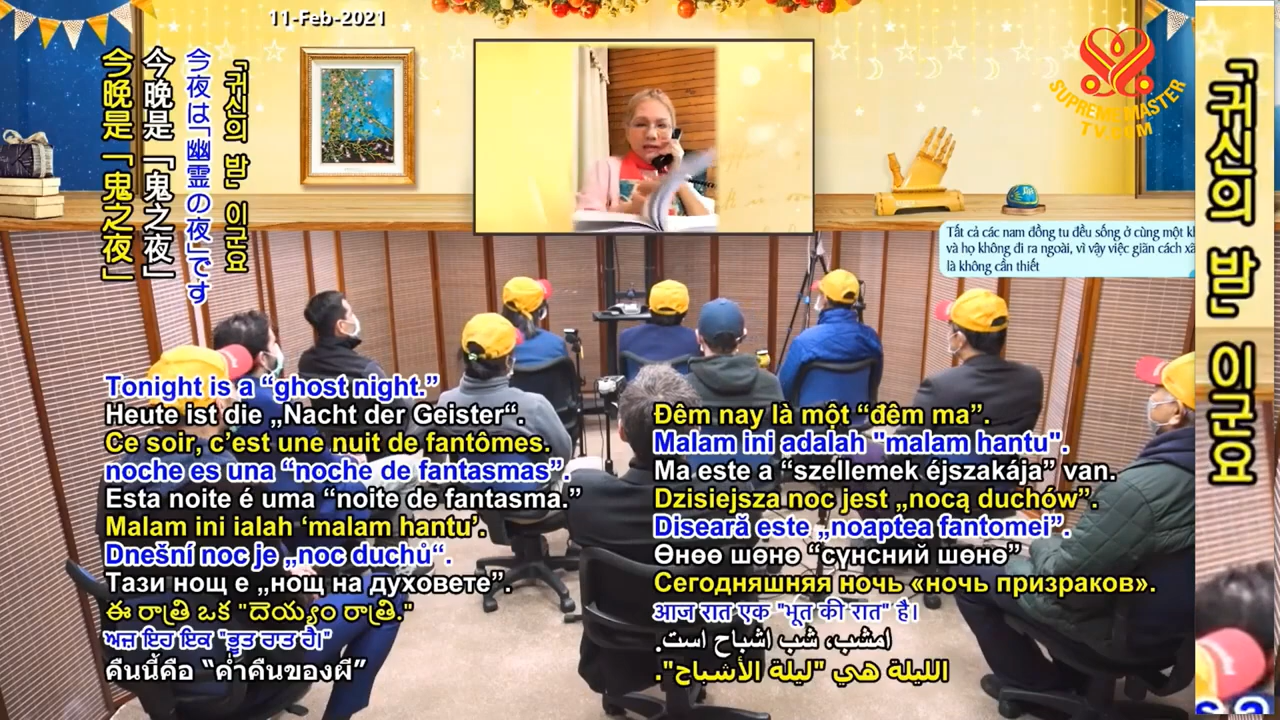 11-Feb-2021
SUPREME MASTER
TV.COM
「귀신의 밤」 이군요
今夜は「幽霊の夜」です
今晚是「鬼之夜」
今晚是「鬼之夜」
「귀신의 밤」 이군요
Tất cả các nam đồng tu đều sống ở cùng một
và họ không đi ra ngoài, vì vậy việc giãn cách
là không cần thiết
Tonight is a “ghost night.”
Heute ist die „Nacht der Geister“.
Ce soir, c’est une nuit de fantômes.
noche es una “noche de fantasmas”.
Esta noite é uma “noite de fantasma.”
Malam ini ialah ‘malam hantu’.
Dnešní noc je „noc duchů“.
Тази нощ е „нощ на духовете”.
ఈ రాత్రి ఒక "దెయ్యం రాత్రి."
ਅਜ਼ ਇਹ ਇਕ "ਭੂਤ ਰਾਤ ਹੈ।"
คืนนี้คือ “ค่ำคืนของผี”
Đêm nay là một “đêm ma”.
Malam ini adalah "malam hantu".
Ma este a “szellemek éjszakája” van.
Dzisiejsza noc jest „nocą duchów”.
Diseară este „noaptea fantomei”.
Өнөө шөнө “сүнсний шөнө”
Сегодняшняя ночь «ночь призраков».
आज रात एक "भूत की रात" है।
امشب، شب اشباح است.
الليلة هي "ليلة الأشباح".